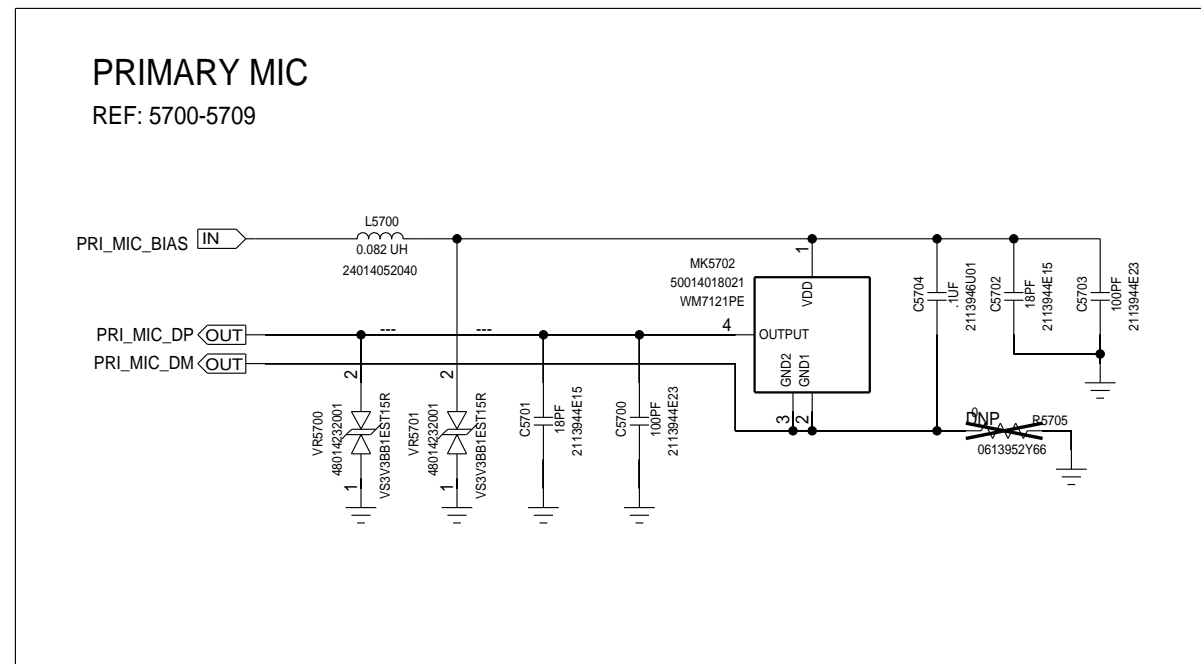 PRIMARY MIC
REF: 5700-5709
L5700
PRI_MIC_BIAS IN
0.082 UH
24014052040
MK5702
50014018021
WM7121PE
1
VDD
C5704
.1UF
2113946U01
C5702
18PF
2113944E15
C5703
100PF
2113944E23
PRI_MIC_DP OUT
---
---
4
OUTPUT
PRI_MIC_DM OUT
GND2
GND1
3
2
2
VR5700
48014232001
VS3V3BB1EST15R
1
2
VR5701
48014232001
VS3V3BB1EST15R
1
C5701
18PF
2113944E15
C5700
100PF
2113944E23
0
DNP
R5705
0613952Y66